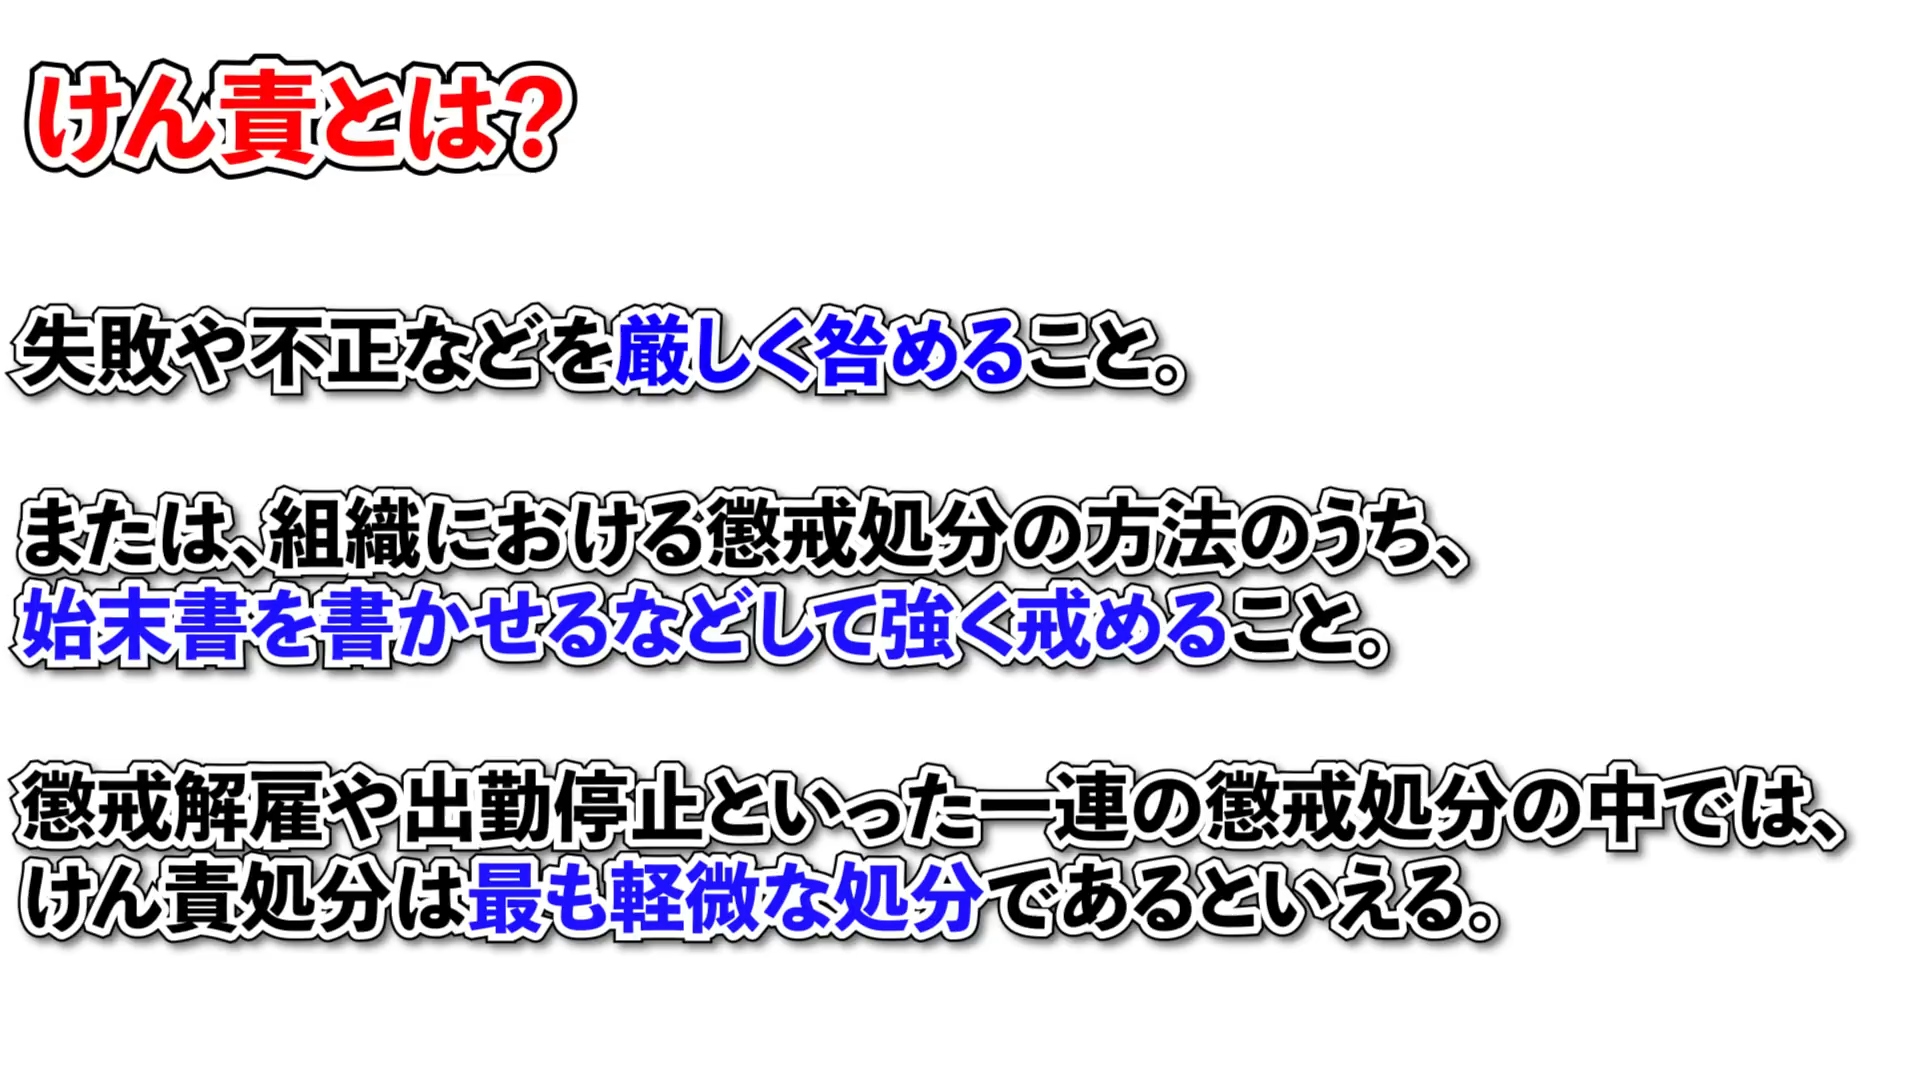 けん責とは?
失敗や不正などを厳しく咎めること。
または、組織における懲戒処分の方法のうち、
始末書を書かせるなどして強く戒めること。
懲戒解雇や出勤停止といった一連の懲戒処分の中では、
けん責処分は最も軽微な処分であるといえる。